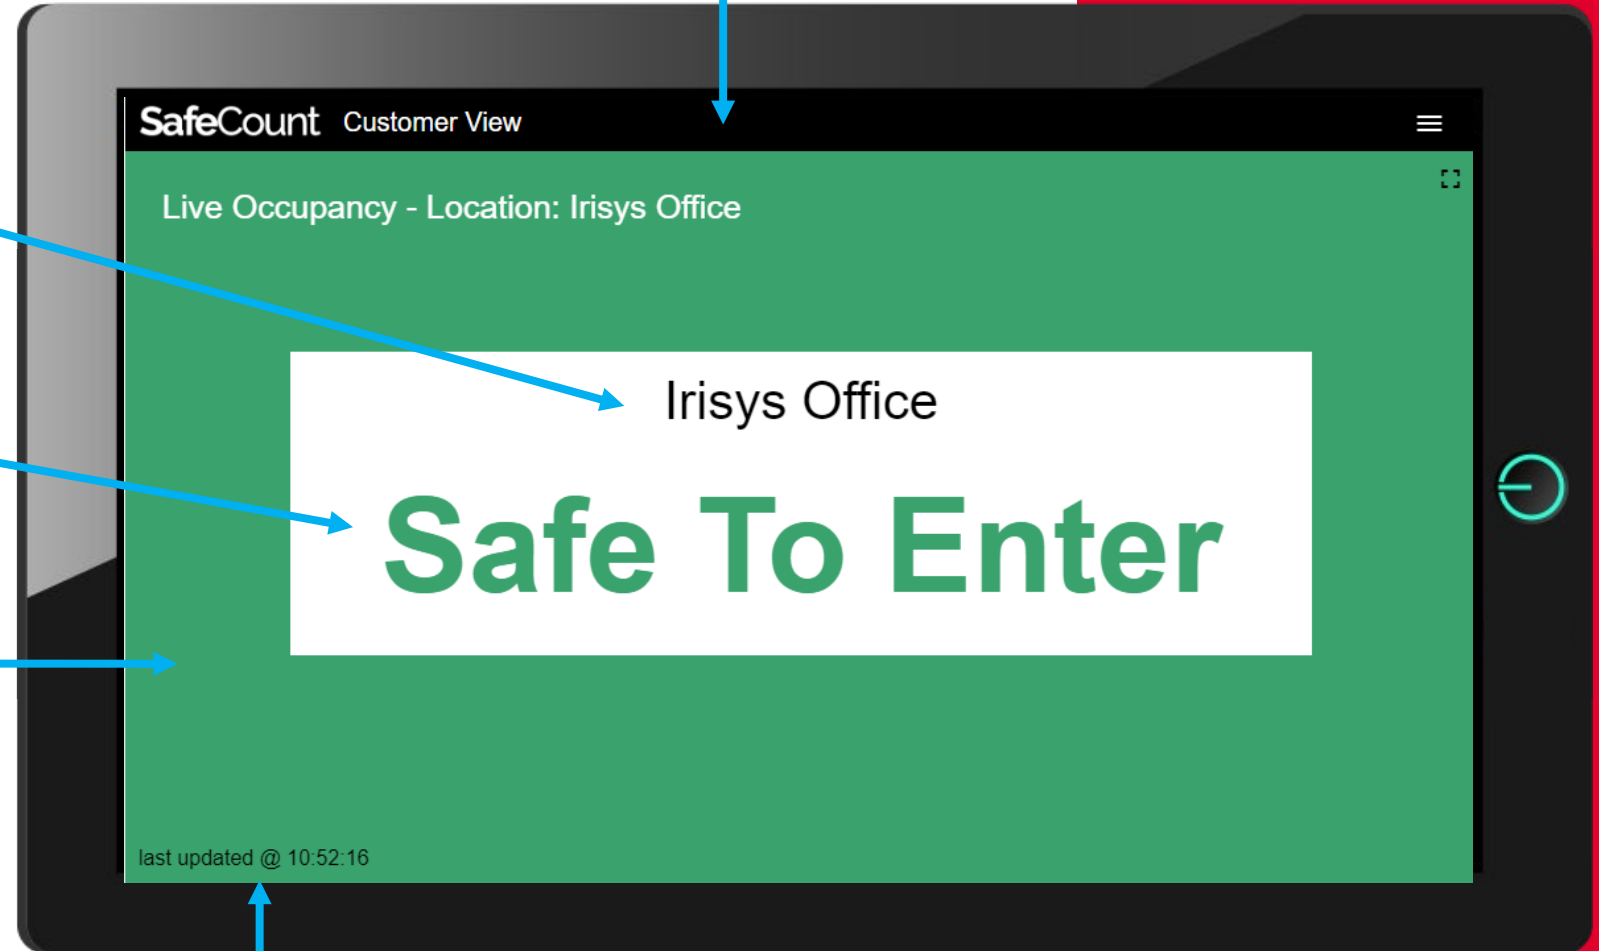 SafeCount Customer View
Live Occupancy - Location: Irisys Office
Irisys Office
Safe To Enter
last updated @ 10:52:16